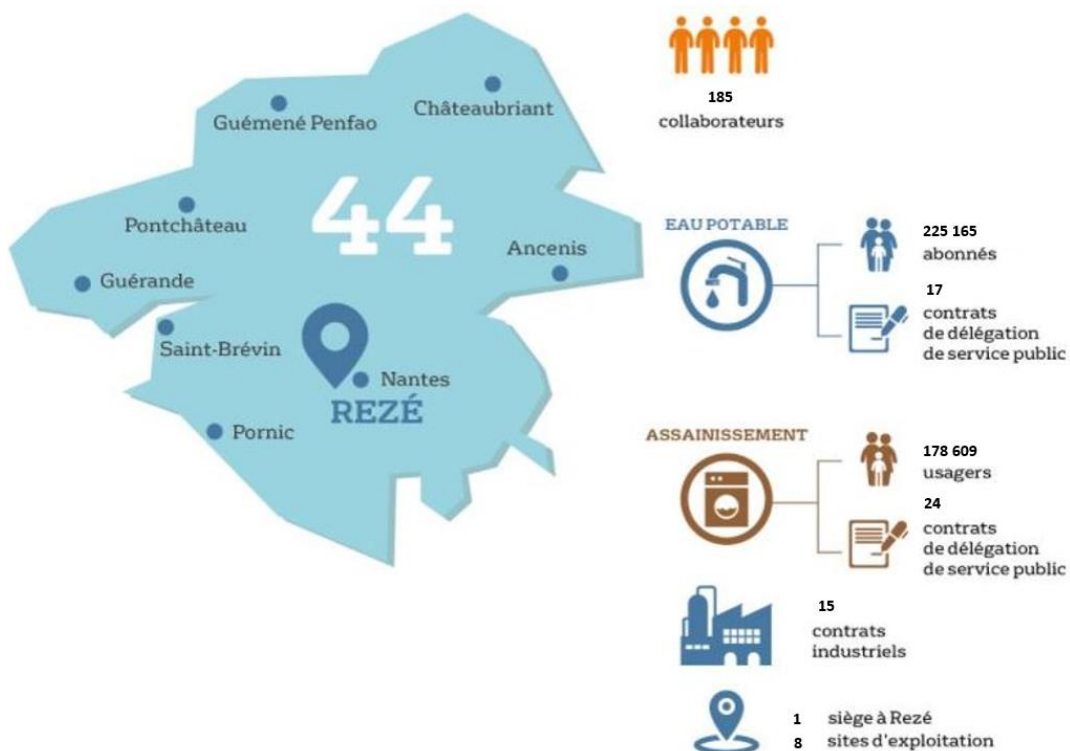 Guémené Penfao
Châteaubriant
44
Pontchâteau
Ancenis
Guérande
Saint-Brévin
Nantes
REZÉ
Pornic
185
collaborateurs
EAU POTABLE
225 165
abonnés
17
contrats
de délégation
de service public
ASSAINISSEMENT
178 609
usagers
24
contrats
de délégation
de service public
15
contrats
industriels
1 siège à Rezé
8 sites d'exploitation